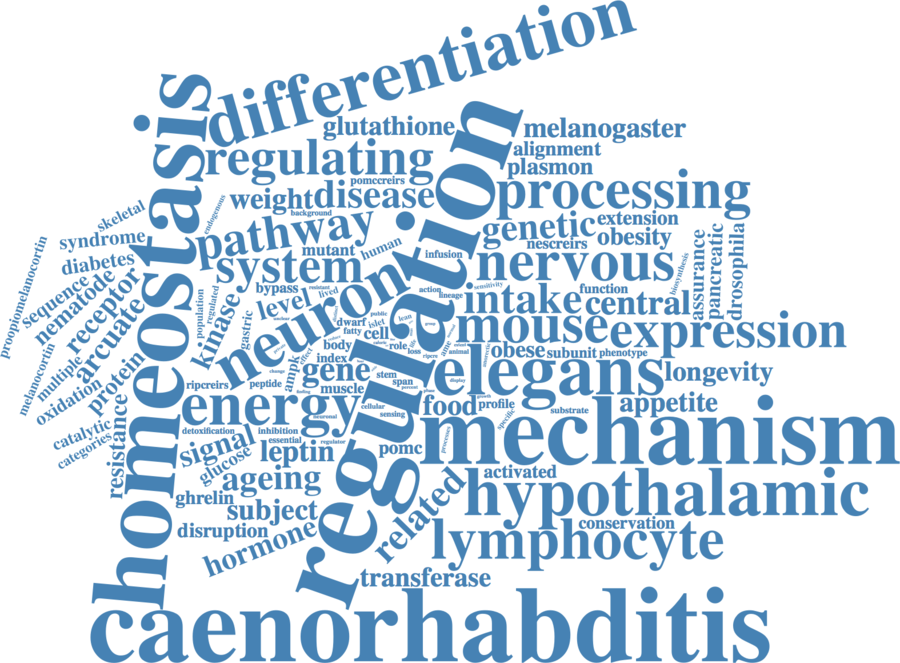 differentiation
homeostasis
glutathione
melanogaster
regulating
alignment
plasmon
pomccreirs
weight
disease
processing
background
endogenous
skeletal
syndrome
pathway
regulation
genetic
extension
nescreirs
obesity
mutant
human
diabetes
system
infusion
nervous
assurance
pancreatic
drosophila
biosynthesis
proopiomelanocortin
sequence
nematode
receptor
arcuate
bypass
resistant
lived
neuron
action
lineage
sensitivity
function
intake
central
population
regulated
kinase
gastric
level
dwarf
public
islet
lean
fatty
cell
mouse
expression
melanocortin
multiple
oxidation
protein
body
role
index
loss
ripcrs
animal
obese
subunit
phenotype
gene
ampk
elegans
longevity
ripcreirs
peptide
muscle
stem
span
display
energy
food
profile
appetite
substrate
specific
cellular
sensing
neuronal
catalytic
categories
resistance
detoxification
inhibition
essential
regulator
signal
glucose
leptin
pomc
processes
mechanism
ageing
activated
related
hypothalamic
ghrelin
subject
disruption
hormone
conservation
lymphocyte
transferase
caenorhabditis